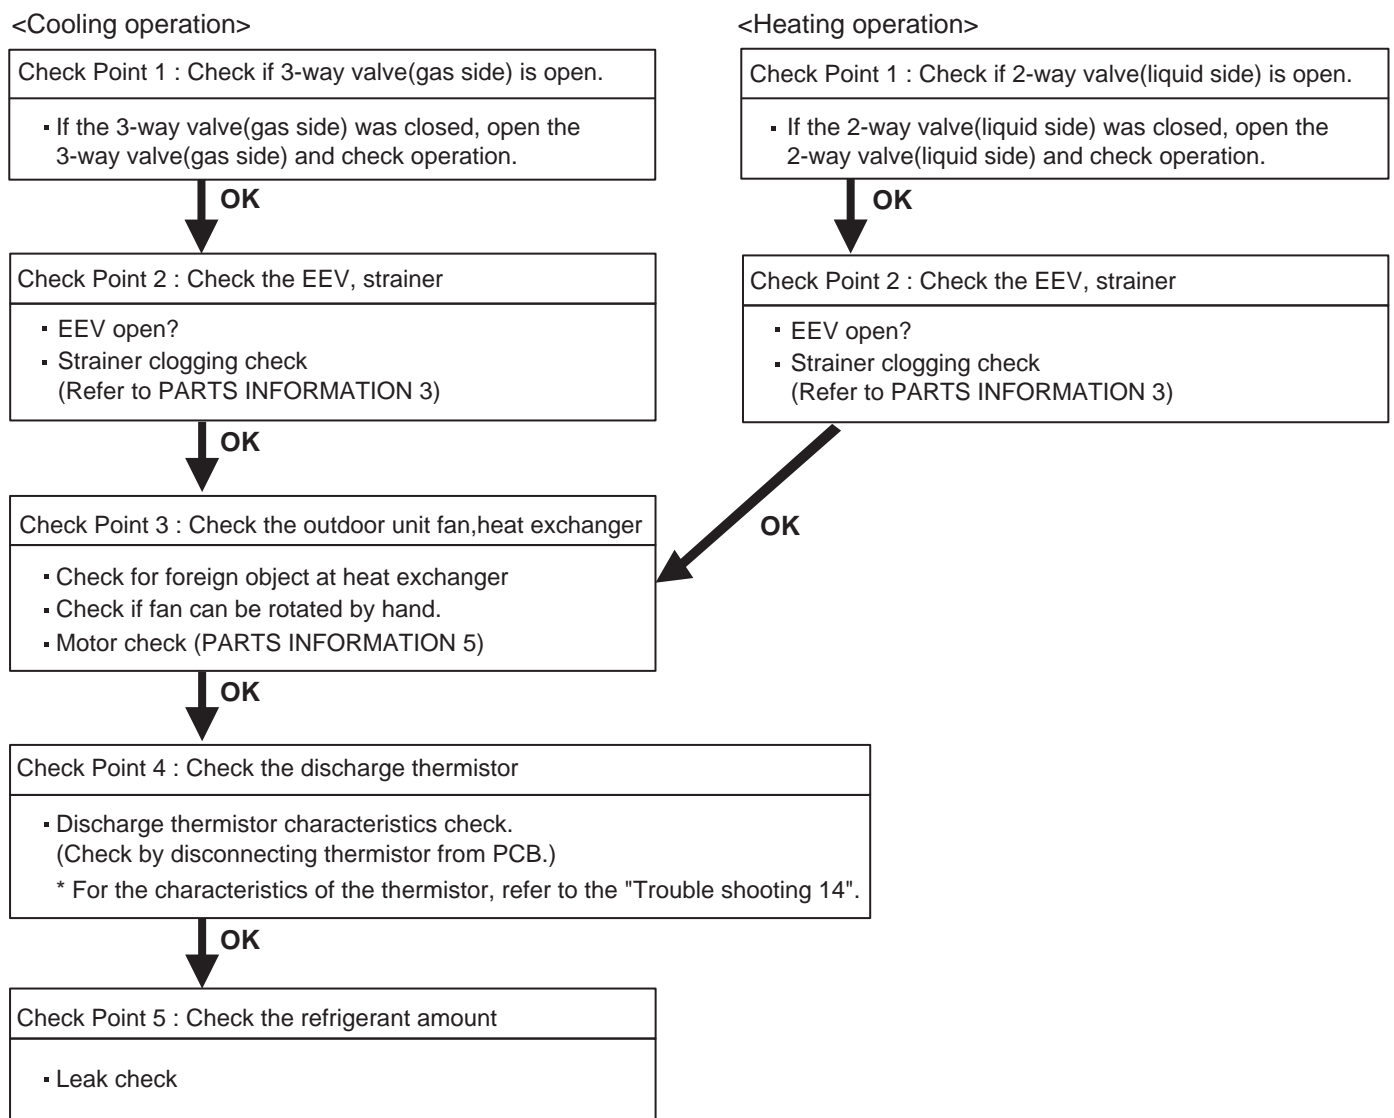 <Cooling operation>
Check Point 1 : Check if 3-way valve(gas side) is open.
▪ If the 3-way valve(gas side) was closed, open the
3-way valve(gas side) and check operation.
OK
Check Point 2 : Check the EEV, strainer
▪ EEV open?
▪ Strainer clogging check
(Refer to PARTS INFORMATION 3)
OK
<Heating operation>
Check Point 1 : Check if 2-way valve(liquid side) is open.
▪ If the 2-way valve(liquid side) was closed, open the
2-way valve(liquid side) and check operation.
OK
Check Point 2 : Check the EEV, strainer
▪ EEV open?
▪ Strainer clogging check
(Refer to PARTS INFORMATION 3)
OK
Check Point 3 : Check the outdoor unit fan,heat exchanger
▪ Check for foreign object at heat exchanger
▪ Check if fan can be rotated by hand.
▪ Motor check (PARTS INFORMATION 5)
OK
Check Point 4 : Check the discharge thermistor
▪ Discharge thermistor characteristics check.
(Check by disconnecting thermistor from PCB.)
* For the characteristics of the thermistor, refer to the "Trouble shooting 14".
OK
Check Point 5 : Check the refrigerant amount
▪ Leak check